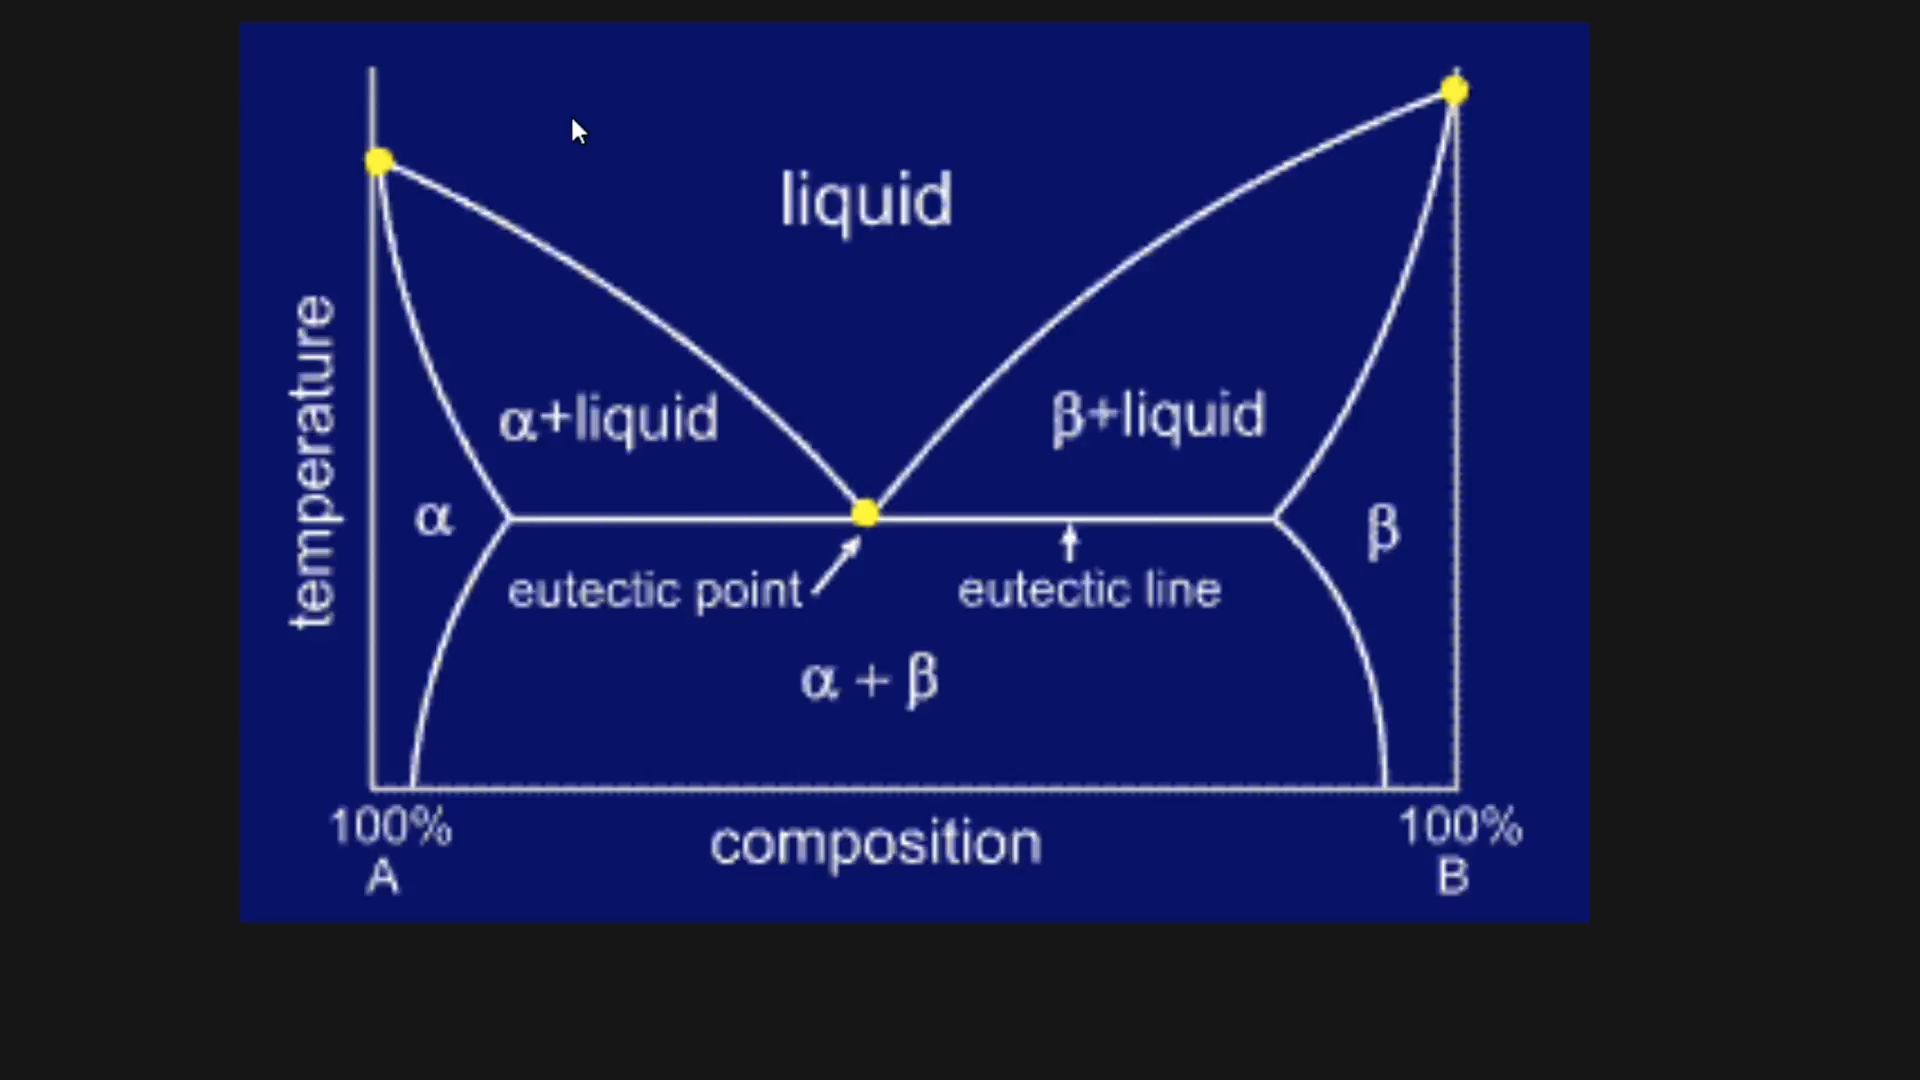 liquid
temperature
α+liquid
β+liquid
α
β
eutectic point
eutectic line
α + β
100%
A
composition
100%
B